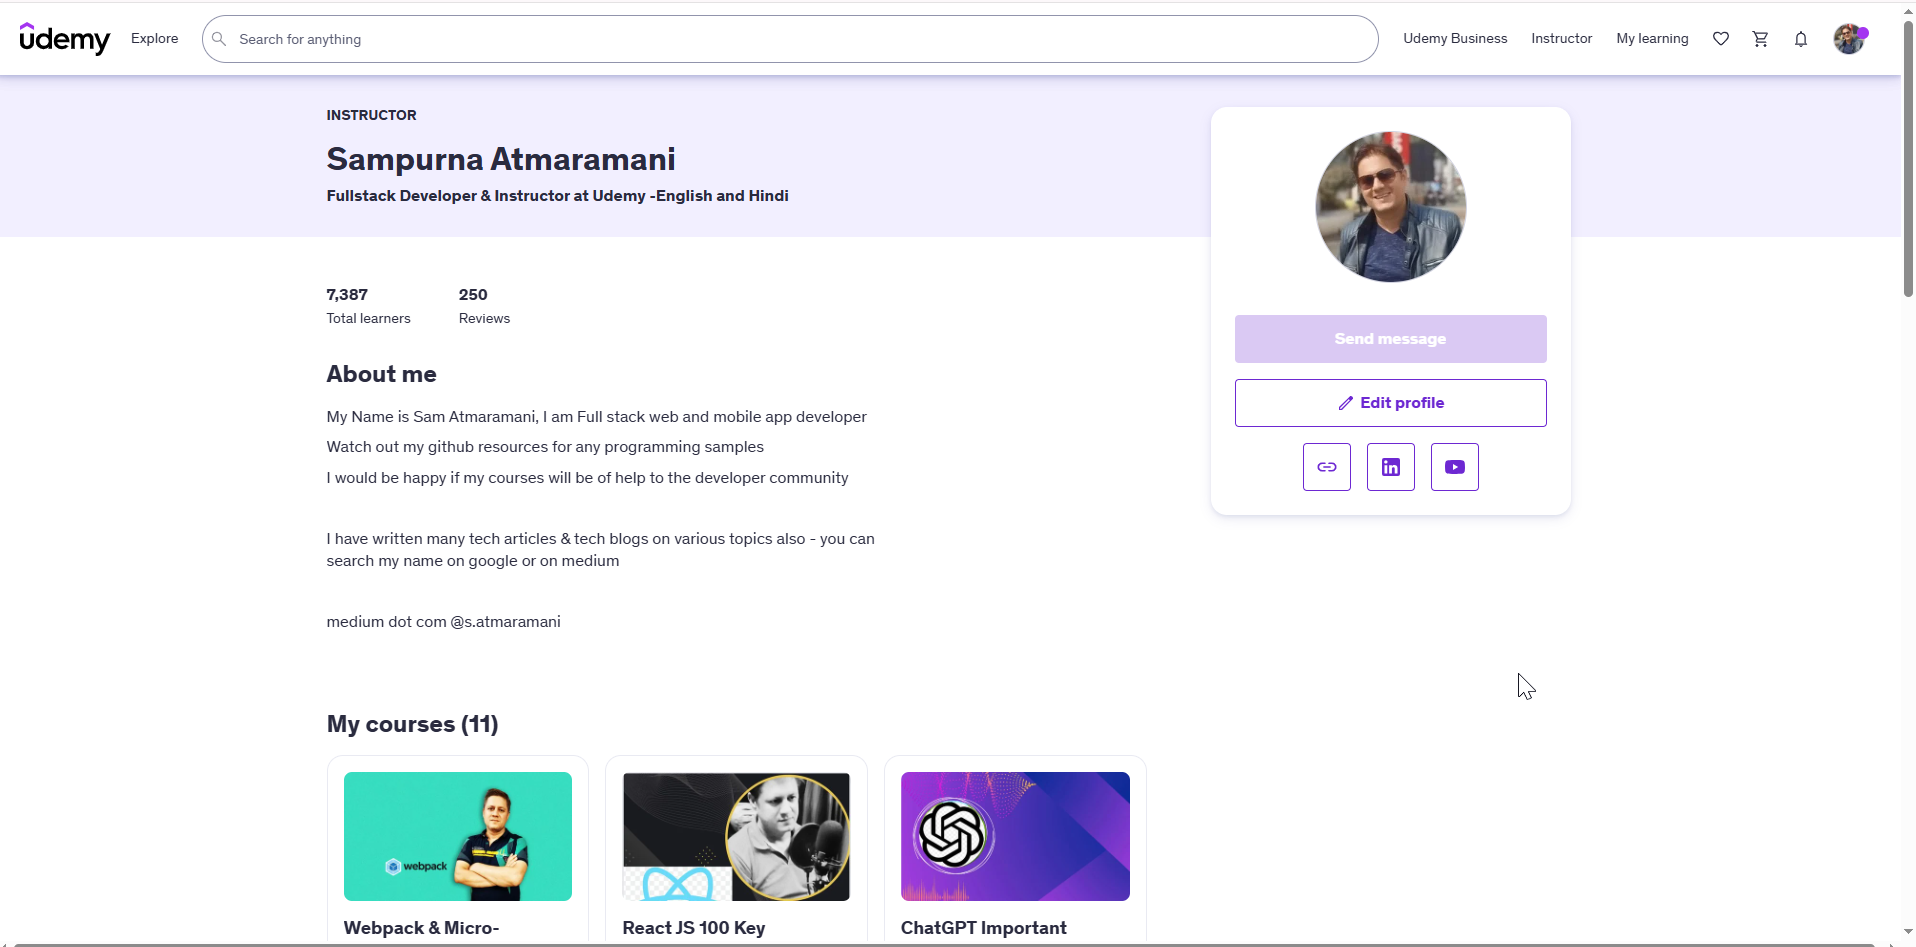 udemy Explore Search for anything Udemy Business Instructor My learning
INSTRUCTOR
Sampurna Atmaramani
Fullstack Developer & Instructor at Udemy -English and Hindi
7,387 250
Total learners Reviews
Send message
Edit profile
in
About me
My Name is Sam Atmaramani, I am Full stack web and mobile app developer
Watch out my github resources for any programming samples
I would be happy if my courses will be of help to the developer community
I have written many tech articles & tech blogs on various topics also - you can
search my name on google or on medium
medium dot com @s.atmaramani
My courses (11)
webpack
Webpack & Micro- React JS 100 Key ChatGPT Important